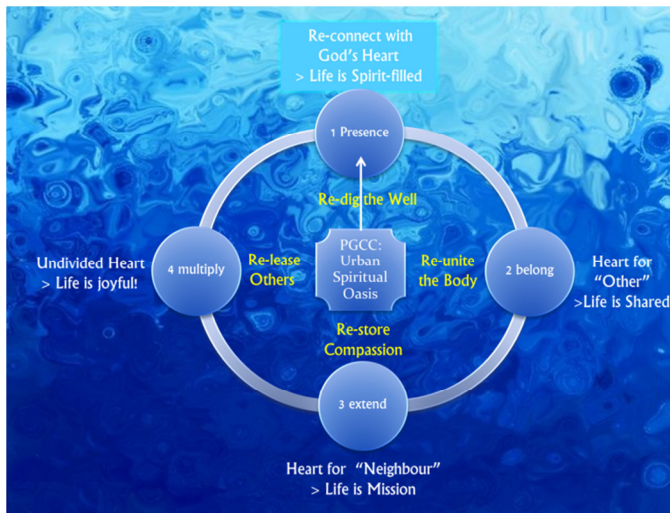 Re-connect with
God's Heart
> Life is Spirit-filled
1 Presence
Re-dig the Well
Undivided Heart
> Life is joyful!
4 multiply
Re-lease
Others
PGCC:
Urban
Spiritual
Oasis
Re-unite
the Body
2 belong
Heart for
"Other"
>Life is Shared
Re-store
Compassion
3 extend
Heart for "Neighbour"
> Life is Mission